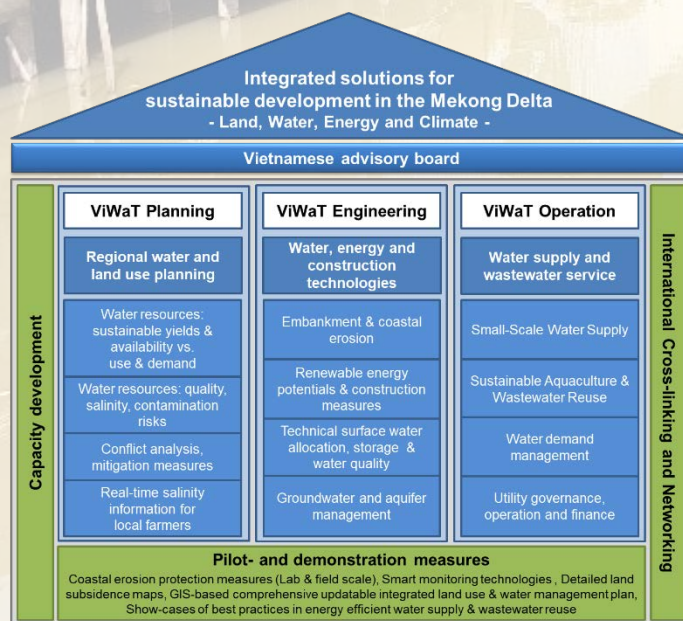 Integrated solutions for
sustainable development in the Mekong Delta
- Land, Water, Energy and Climate -
Vietnamese advisory board
Capacity development
ViWaT Planning
Regional water and
land use planning
Water resources:
sustainable yields &
availability vs.
use & demand
Water resources: quality,
salinity, contamination
risks
Conflict analysis,
mitigation measures
Real-time salinity
information for
local farmers
ViWaT Engineering
Water, energy and
construction
technologies
Embankment & coastal
erosion
Renewable energy
potentials & construction
measures
Technical surface water
allocation, storage &
water quality
Groundwater and aquifer
management
ViWaT Operation
Water supply and
wastewater service
Small-Scale Water Supply
Sustainable Aquaculture &
Wastewater Reuse
Water demand
management
Utility governance,
operation and finance
International Cross-linking and Networking
Pilot- and demonstration measures
Coastal erosion protection measures (Lab & field scale), Smart monitoring technologies , Detailed land
subsidence maps, GIS-based comprehensive updatable integrated land use & water management plan,
Show-cases of best practices in energy efficient water supply & wastewater reuse